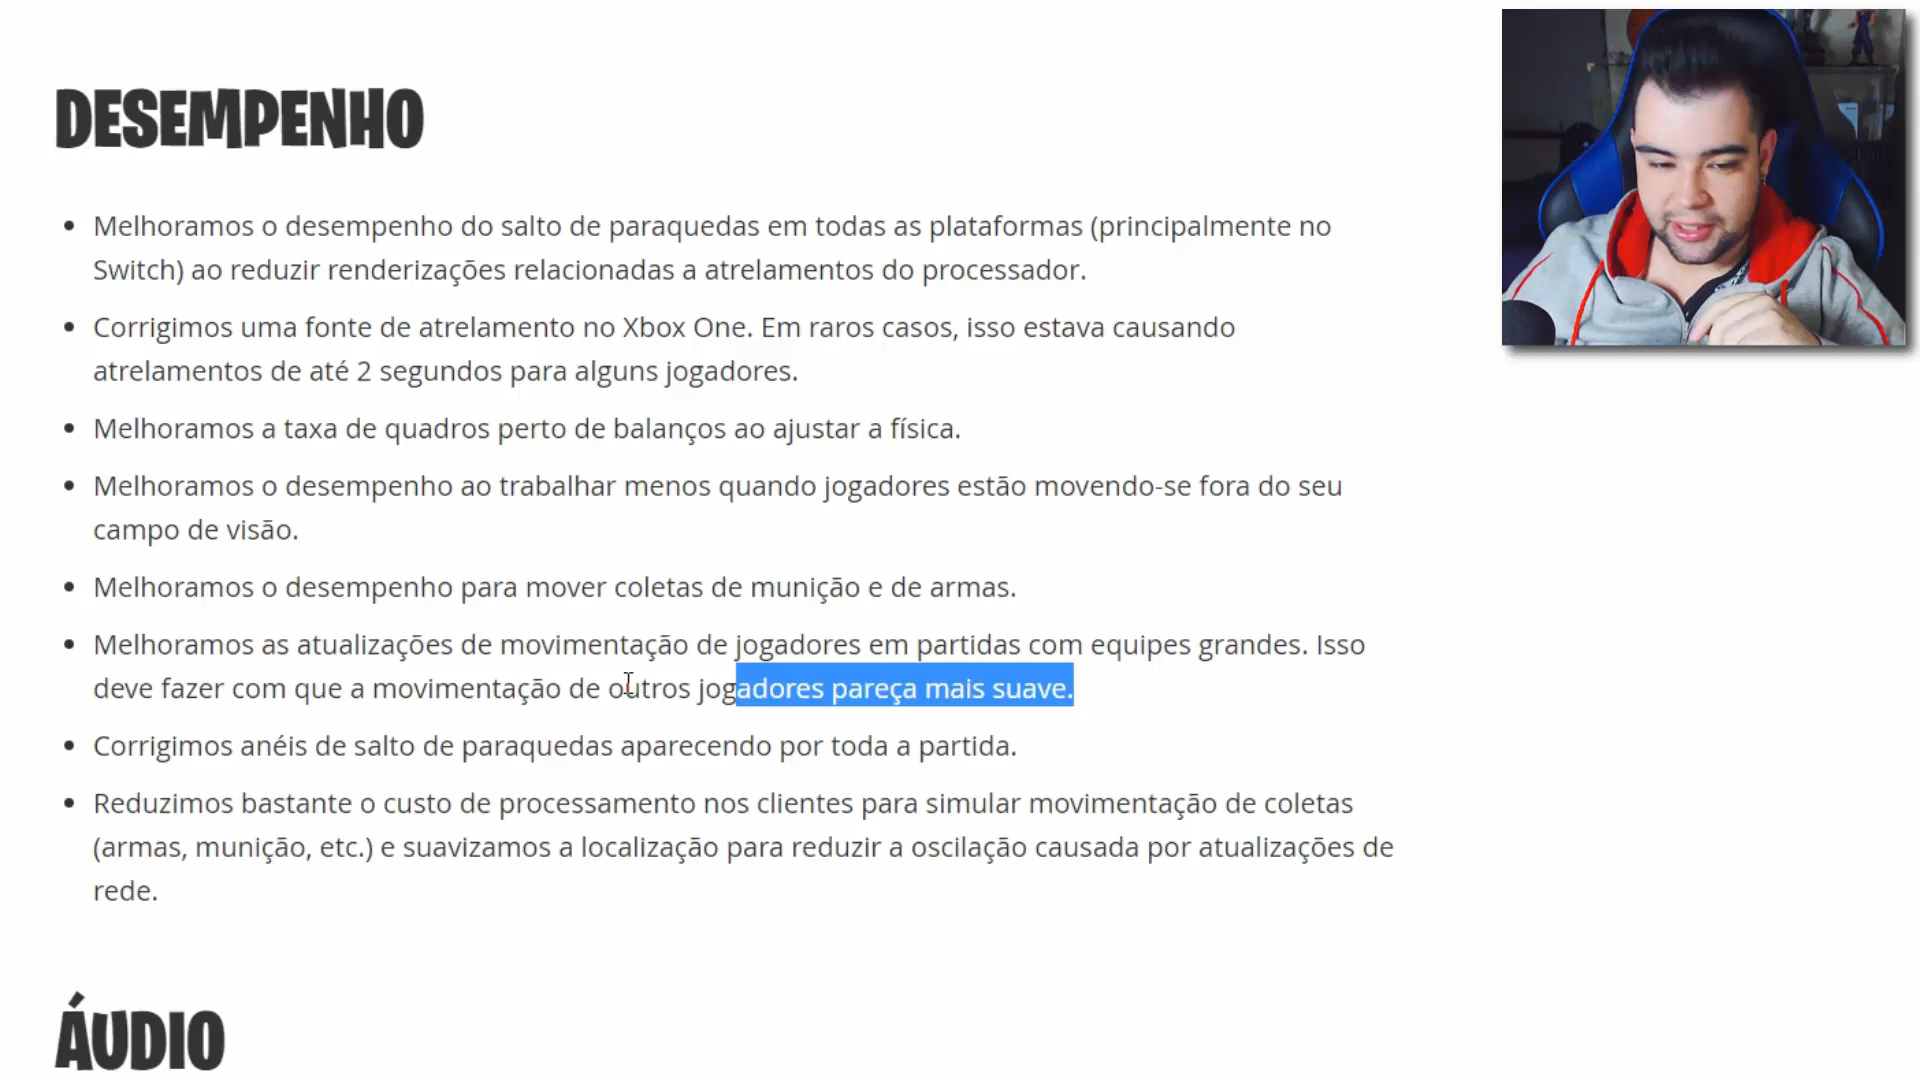 DESEMPENHO
• Melhoramos o desempenho do salto de paraquedas em todas as plataformas (principalmente no
Switch) ao reduzir renderizações relacionadas a atrelamentos do processador.
• Corrigimos uma fonte de atrelamento no Xbox One. Em raros casos, isso estava causando
atrelamentos de até 2 segundos para alguns jogadores.
• Melhoramos a taxa de quadros perto de balanços ao ajustar a física.
• Melhoramos o desempenho ao trabalhar menos quando jogadores estão movendo-se fora do seu
campo de visão.
• Melhoramos o desempenho para mover coletas de munição e de armas.
• Melhoramos as atualizações de movimentação de jogadores em partidas com equipes grandes. Isso
deve fazer com que a movimentação de outros jogadores pareça mais suave.
• Corrigimos anéis de salto de paraquedas aparecendo por toda a partida.
• Reduzimos bastante o custo de processamento nos clientes para simular movimentação de coletas
(armas, munição, etc.) e suavizamos a localização para reduzir a oscilação causada por atualizações de
rede.
ÁUDIO